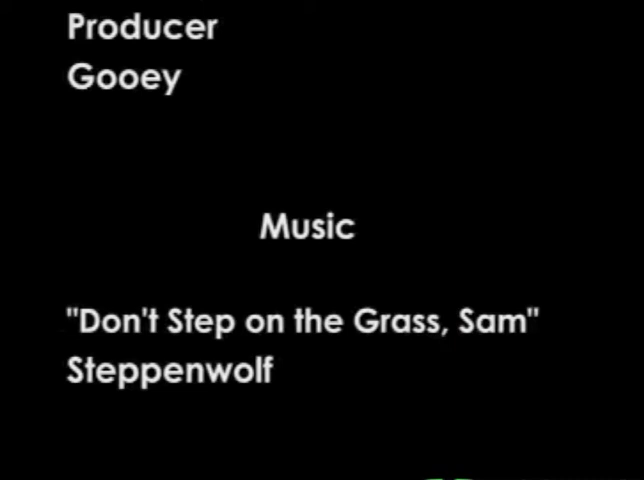 Producer
Gooey
Music
"Don't Step on the Grass, Sam"
Steppenwolf